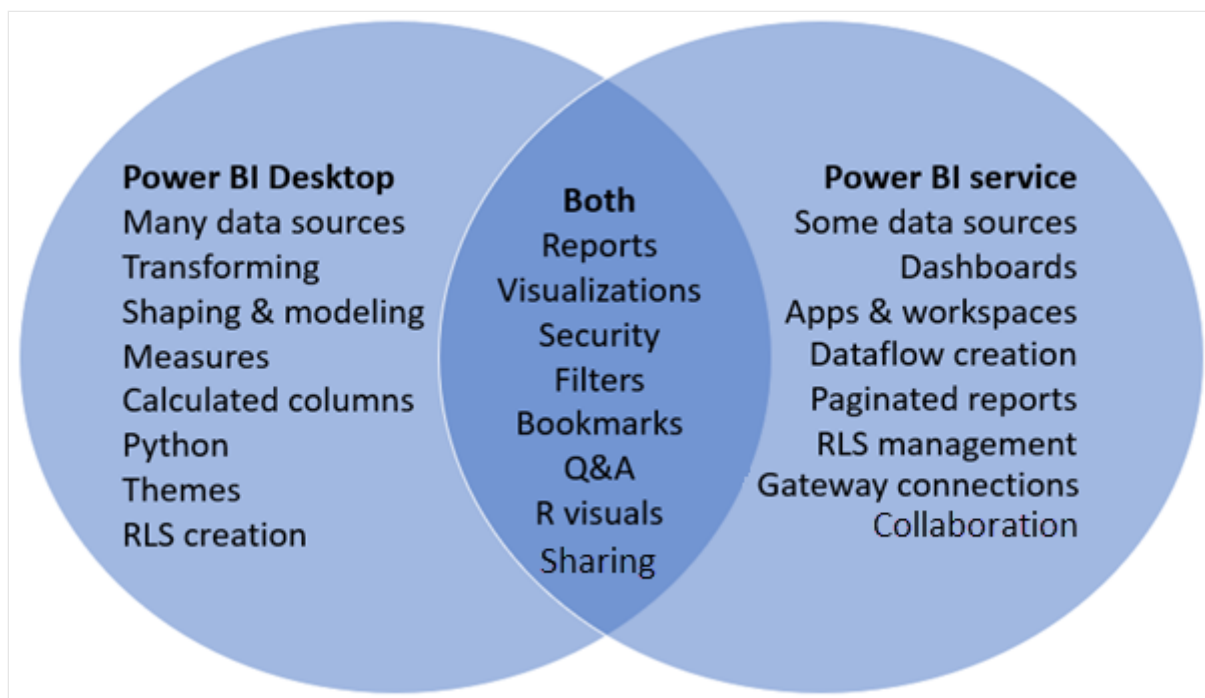 Power BI Desktop
Many data sources
Transforming
Shaping & modeling
Measures
Calculated columns
Python
Themes
RLS creation
Both
Reports
Visualizations
Security
Filters
Bookmarks
Q&A
R visuals
Sharing
Power BI service
Some data sources
Dashboards
Apps & workspaces
Dataflow creation
Paginated reports
RLS management
Gateway connections
Collaboration